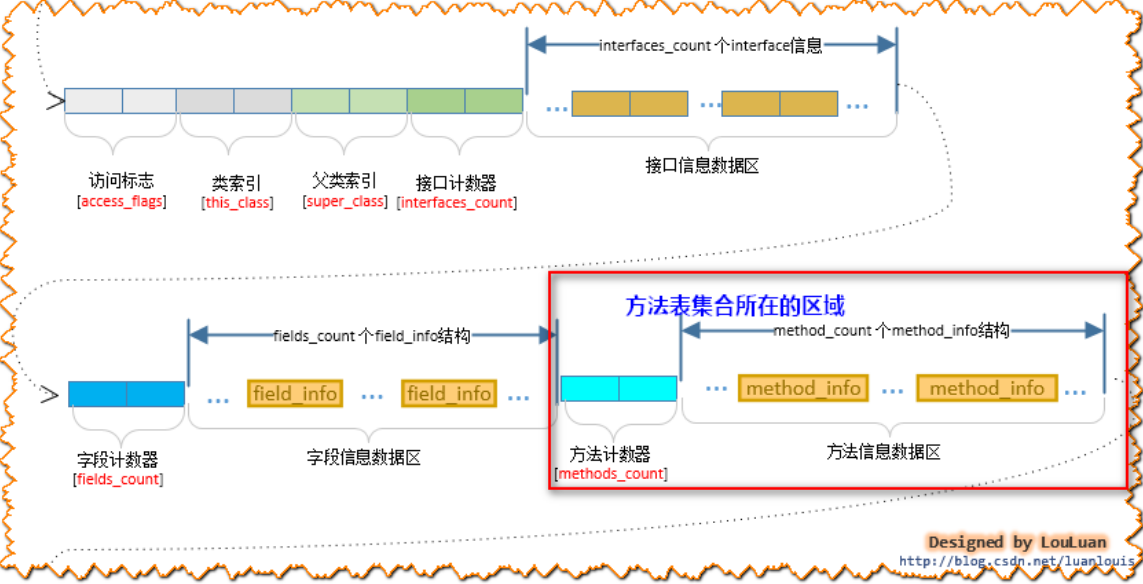 interfaces_count 个interface信息
...
...
...
访问标志
[access_flags]
类索引
[this_class]
父类索引
[super_class]
接口计数器
[interfaces_count]
接口信息数据区
方法表集合所在的区域
fields_count 个field_info结构
method_count 个method_info结构
... field_info ... field_info ...
... method_info ... method_info ...
字段计数器
[fields_count]
字段信息数据区
方法计数器
[methods_count]
方法信息数据区
Designed by LouLuan
http://blog.csdn.net/luanlouis